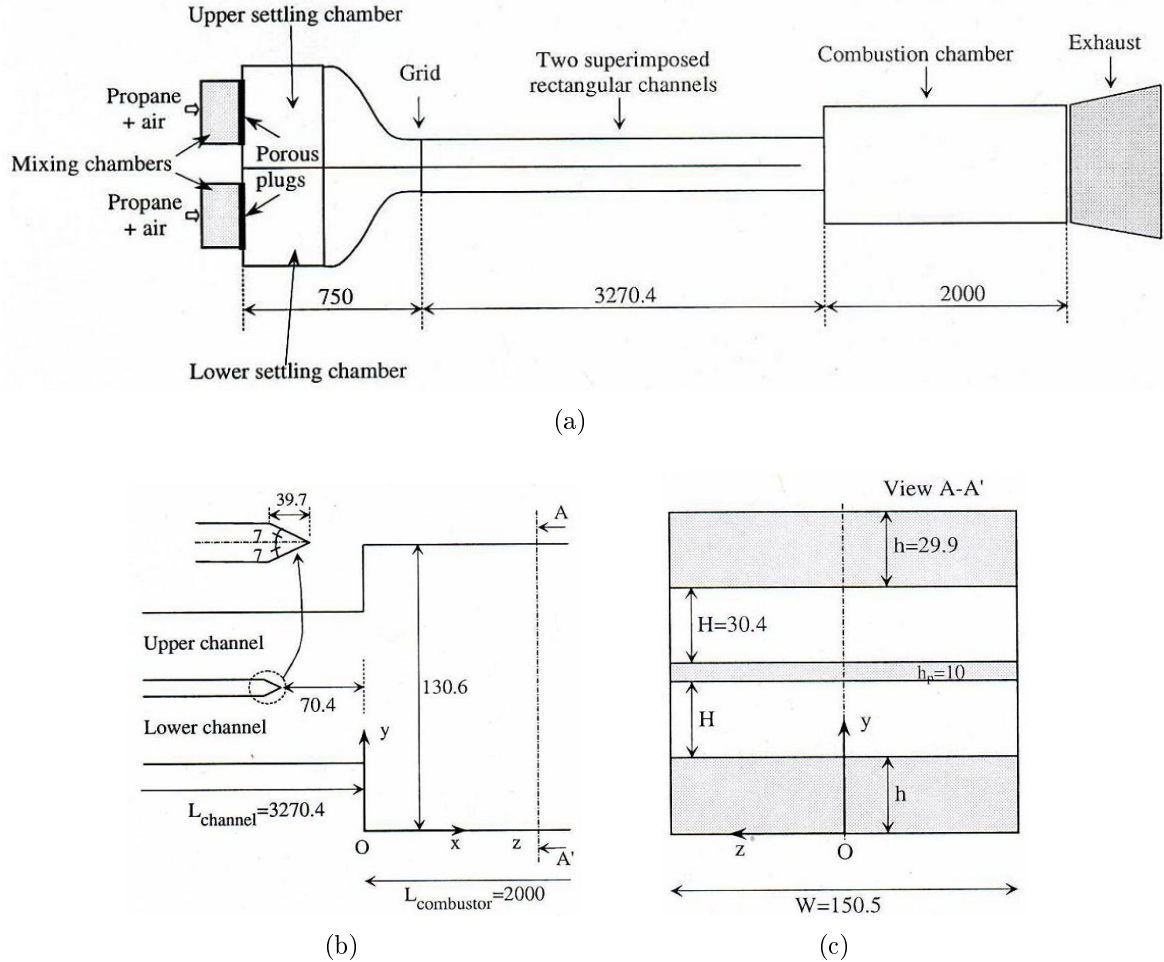 Upper settling chamber
Grid
Two superimposed
rectangular channels
Combustion chamber
Exhaust
Propane
+ air
Mixing chambers
Porous
plugs
Propane
+ air
750
3270.4
2000
Lower settling chamber
(a)
39.7
7
7
A
Upper channel
70.4
130.6
Lower channel
y
L_channel=3270.4
O
x
z
A'
L_combustor=2000
(b)
View A-A'
h=29.9
H=30.4
h_p=10
H
y
h
z
O
W=150.5
(c)